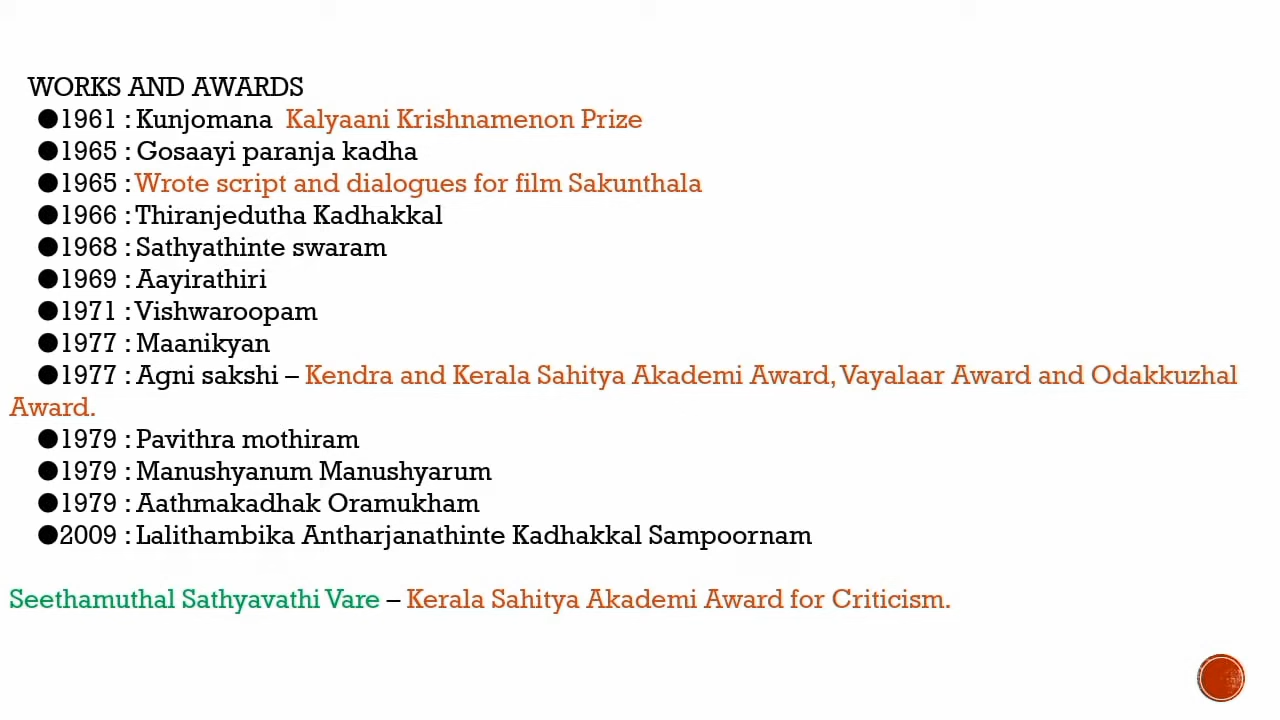 WORKS AND AWARDS
●1961 : Kunjomana Kalyaani Krishnamenon Prize
●1965 : Gosaayi paranja kadha
●1965 : Wrote script and dialogues for film Sakunthala
●1966 : Thiranjedutha Kadhakkal
●1968 : Sathyathinte swaram
●1969 : Aayirathiri
●1971 : Vishwaroopam
●1977 : Maanikyan
●1977 : Agni sakshi – Kendra and Kerala Sahitya Akademi Award, Vayalaar Award and Odakkuzhal
Award.
●1979 : Pavithra mothiram
●1979 : Manushyanum Manushyarum
●1979 : Aathmakadhak Oramukham
●2009 : Lalithambika Antharjanathinte Kadhakkal Sampoornam
Seethamuthal Sathyavathi Vare – Kerala Sahitya Akademi Award for Criticism.